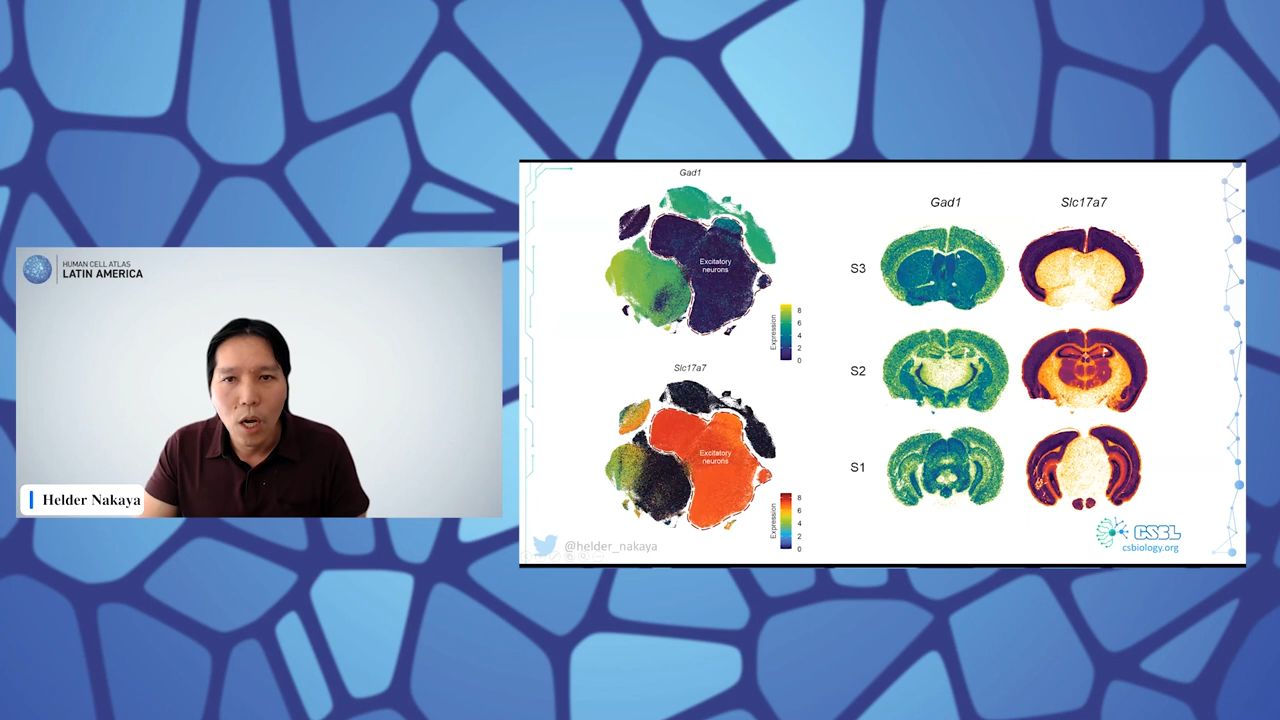 HUMAN CELL ATLAS
LATIN AMERICA
Helder Nakaya
Gad1
Excitatory
neurons
Expression
8
6
4
2
0
Slc17a7
Excitatory
neurons
Expression
8
6
4
2
0
@helder_nakaya
Gad1
Slc17a7
S3
S2
S1
CSBL
csbiology.org